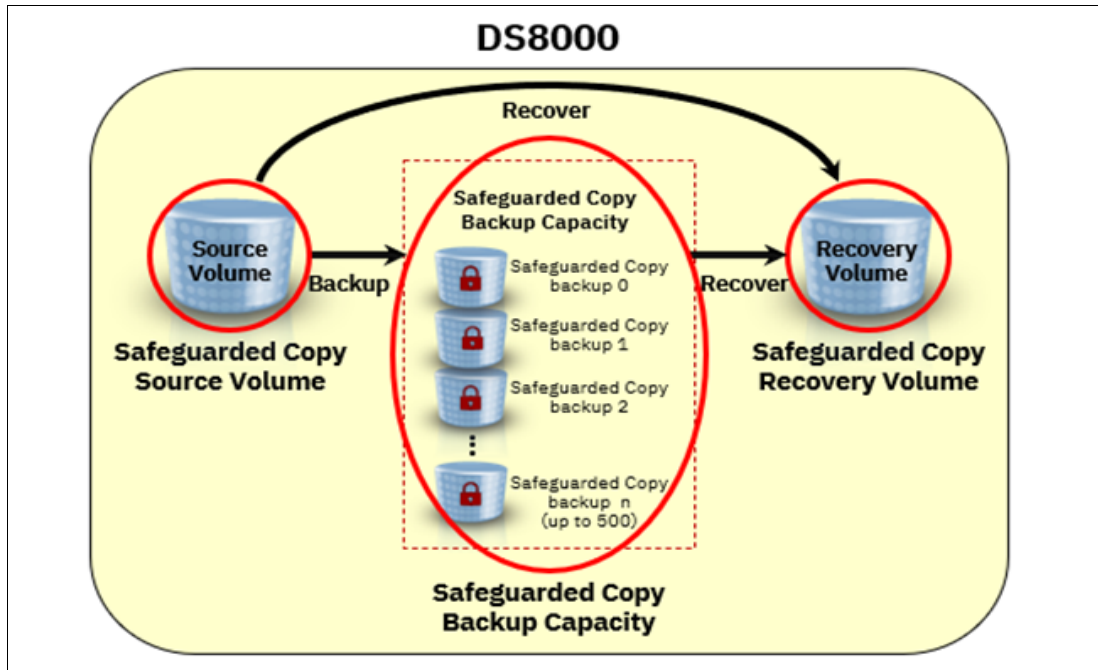 DS8000
Recover
Safeguarded Copy
Backup Capacity
Source
Volume
Backup
Safeguarded Copy
backup 0
Safeguarded Copy
backup 1
Safeguarded Copy
backup 2
Safeguarded Copy
backup n
(up to 500)
Recover
Recovery
Volume
Safeguarded Copy
Source Volume
Safeguarded Copy
Recovery Volume
Safeguarded Copy
Backup Capacity